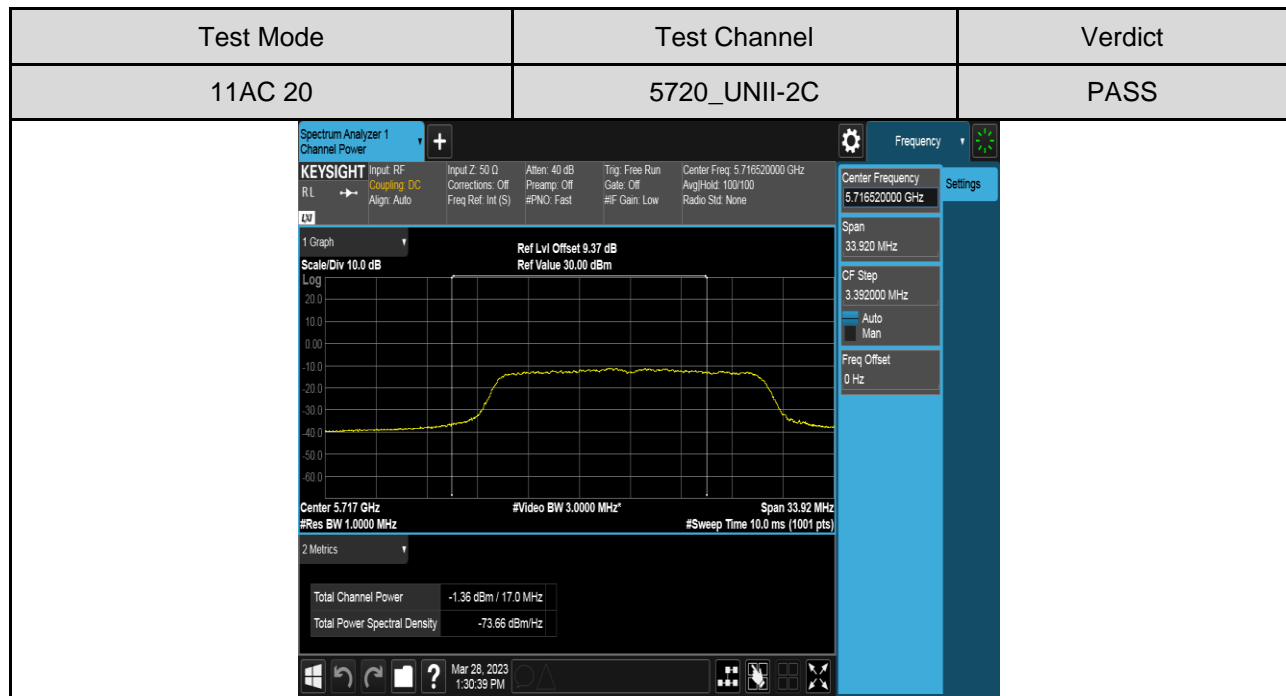 Test Mode Test Channel Verdict
11AC 20 5720_UNII-2C PASS
Spectrum Analyzer 1
Channel Power
+
Frequency
KEYSIGHT Input: RF Input Z: 50 Ω Atten: 40 dB Trig: Free Run Center Freq: 5.716520000 GHz
RL Coupling: DC Corrections: Off Preamp: Off Gate: Off Avg|Hold: 100/100
Align: Auto Freq Ref: Int (S) #PNO: Fast #IF Gain: Low Radio Std: None
LXI
Center Frequency
5.716520000 GHz
Settings
Span
33.920 MHz
CF Step
3.392000 MHz
Auto
Man
Freq Offset
0 Hz
1 Graph
Ref Lvl Offset 9.37 dB
Scale/Div 10.0 dB Ref Value 30.00 dBm
Log
20.0
10.0
0.00
-10.0
-20.0
-30.0
-40.0
-50.0
-60.0
Center 5.717 GHz #Video BW 3.0000 MHz* Span 33.92 MHz
#Res BW 1.0000 MHz #Sweep Time 10.0 ms (1001 pts)
2 Metrics
Total Channel Power -1.36 dBm / 17.0 MHz
Total Power Spectral Density -73.66 dBm/Hz
? Mar 28, 2023
1:30:39 PM